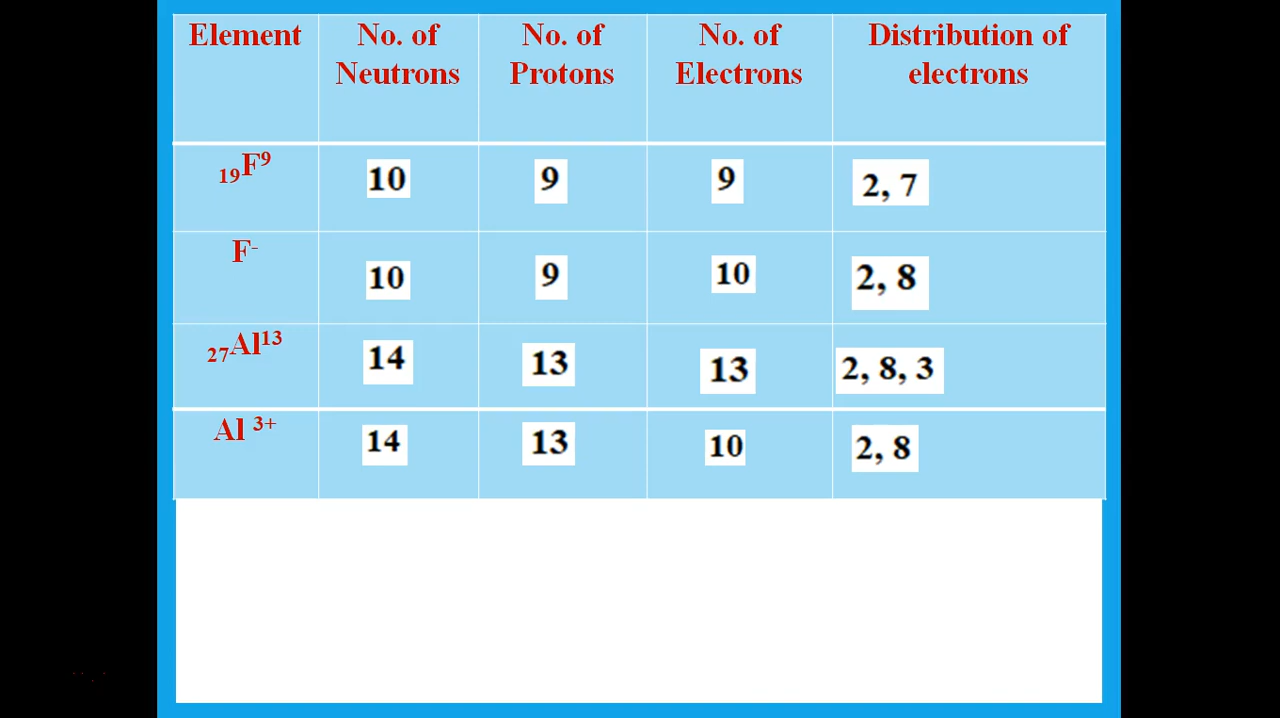 Element No. of Neutrons No. of Protons No. of Electrons Distribution of electrons
₁₉F⁹ 10 9 9 2, 7
F⁻ 10 9 10 2, 8
₂₇Al¹³ 14 13 13 2, 8, 3
Al ³⁺ 14 13 10 2, 8